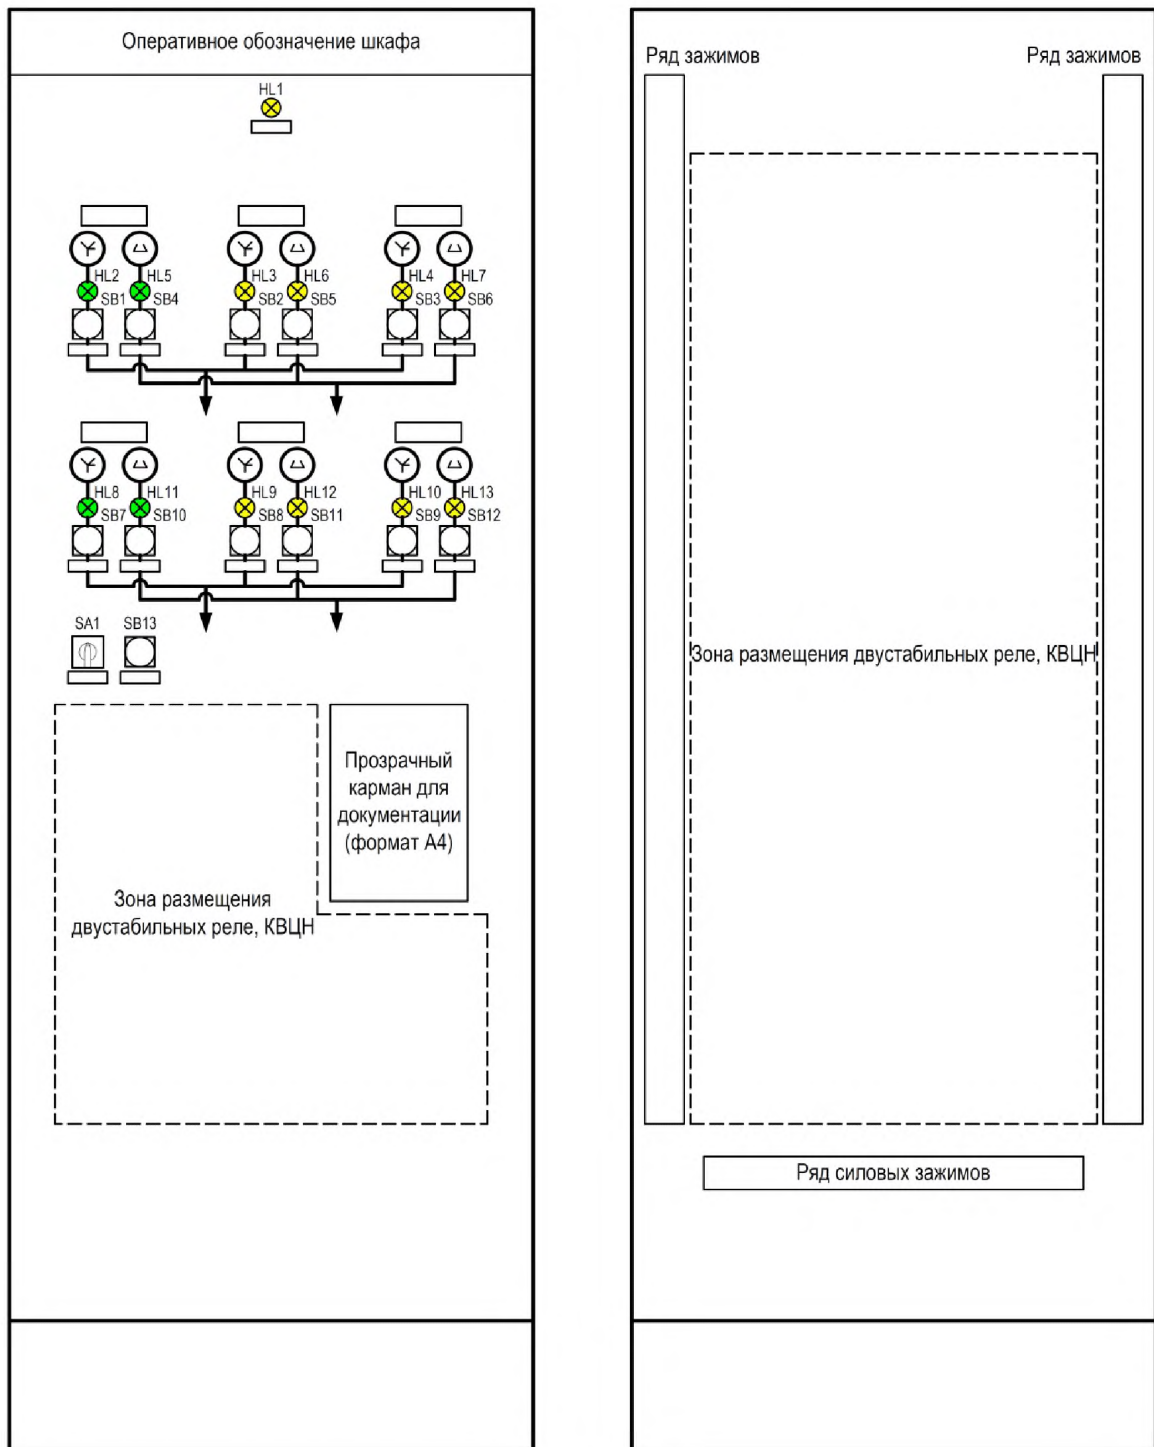 Оперативное обозначение шкафа
HL1
HL2 HL5 HL3 HL6 HL4 HL7
SB1 SB4 SB2 SB5 SB3 SB6
HL8 HL11 HL9 HL12 HL10 HL13
SB7 SB10 SB8 SB11 SB9 SB12
SA1 SB13
Прозрачный
карман для
документации
(формат А4)
Зона размещения
двустабильных реле, КВЦН
Ряд зажимов
Ряд зажимов
Зона размещения двустабильных реле, КВЦН
Ряд силовых зажимов